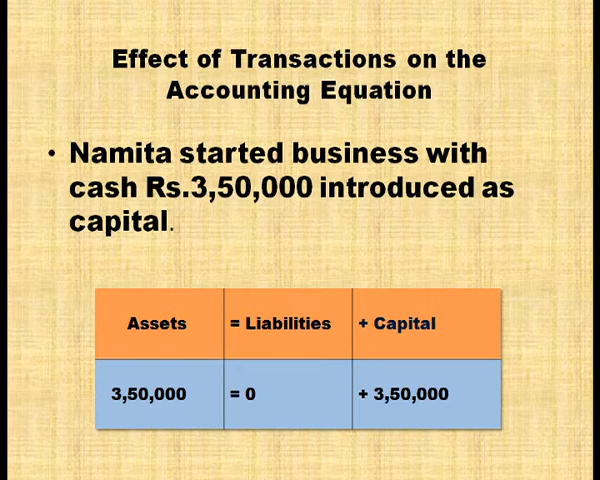 Effect of Transactions on the
Accounting Equation
• Namita started business with
cash Rs.3,50,000 introduced as
capital.
Assets = Liabilities + Capital
3,50,000 = 0 + 3,50,000